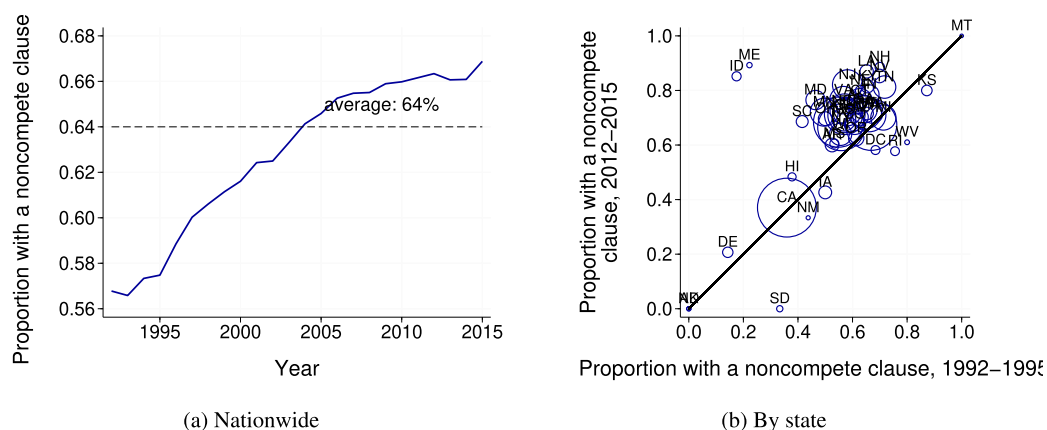 Proportion with a noncompete clause
0.68
0.66
0.64
0.62
0.60
0.58
0.56
average: 64%
1995
2000
2005
2010
2015
Year
(a) Nationwide
Proportion with a noncompete
clause, 2012−2015
1.0
0.8
0.6
0.4
0.2
0.0
MT
ME
ID
NH
LA
NJ
KS
MD
SC
WV
DC
RI
HI
IA
CA
NM
DE
SD
0.0
0.2
0.4
0.6
0.8
1.0
Proportion with a noncompete clause, 1992−1995
(b) By state